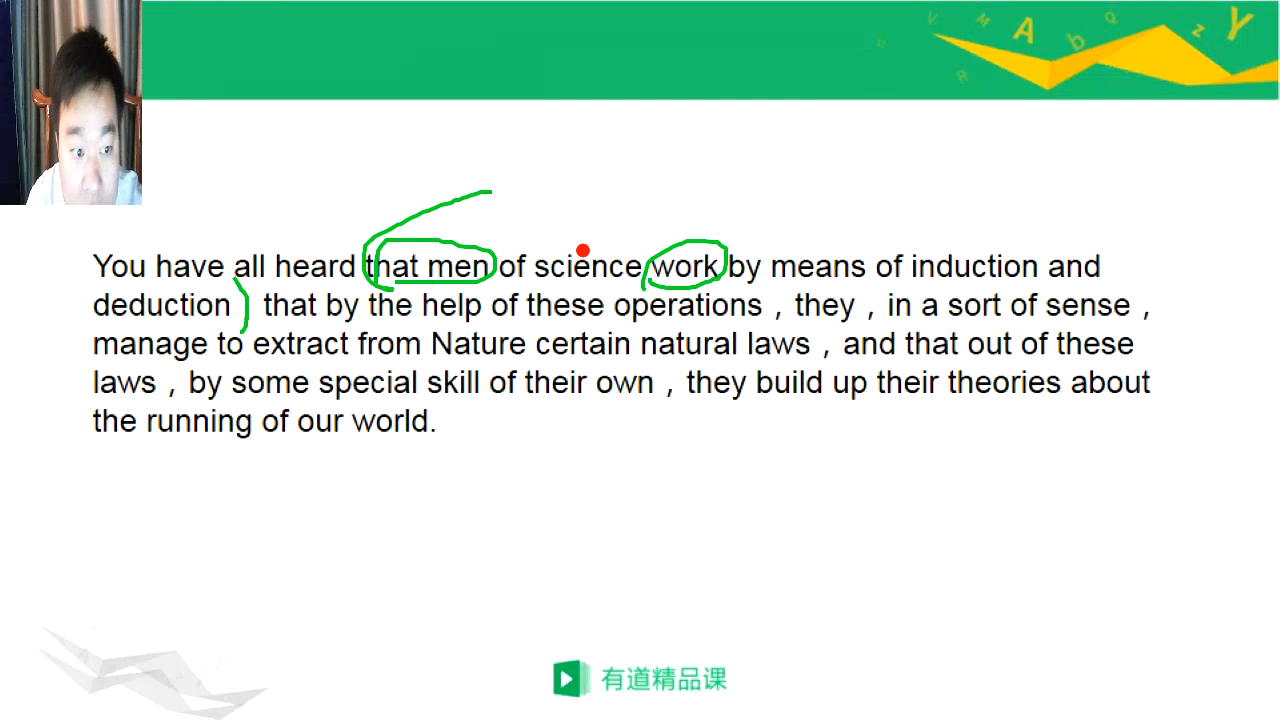 V M A b Q z Y
R
You have all heard that men of science work by means of induction and
deduction that by the help of these operations，they，in a sort of sense，
manage to extract from Nature certain natural laws，and that out of these
laws，by some special skill of their own，they build up their theories about
the running of our world.
有道精品课